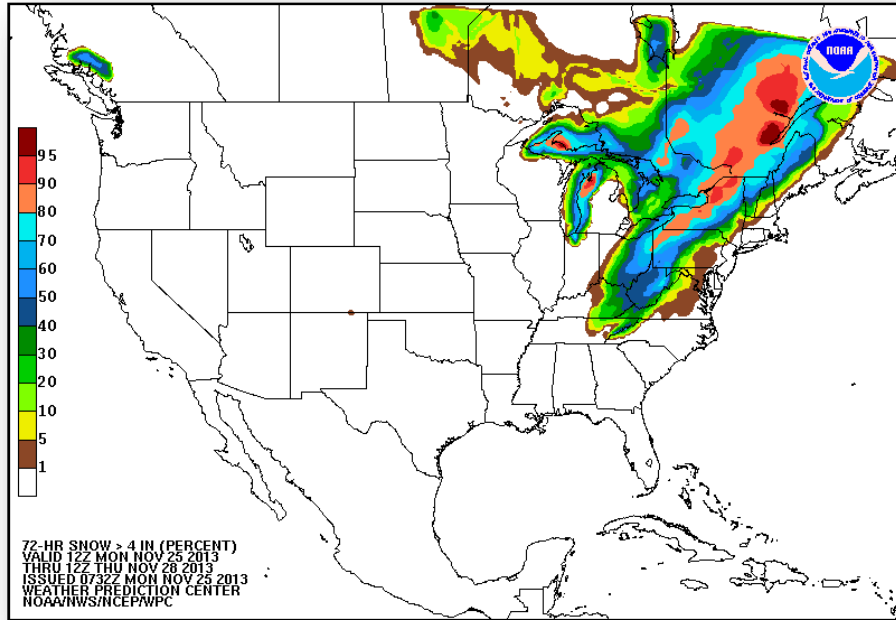 NOAA
95
90
80
70
60
50
40
30
20
10
5
1
72-HR SNOW > 4 IN (PERCENT)
VALID 12Z MON NOV 25 2013
THRU 12Z THU NOV 28 2013
ISSUED 0732Z MON NOV 25 2013
WEATHER PREDICTION CENTER
NOAA/NWS/NCEP/WPC